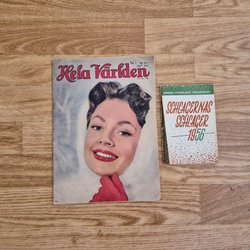 Hela Världen
SCHLAGERNAS
SCHLAGER
1956